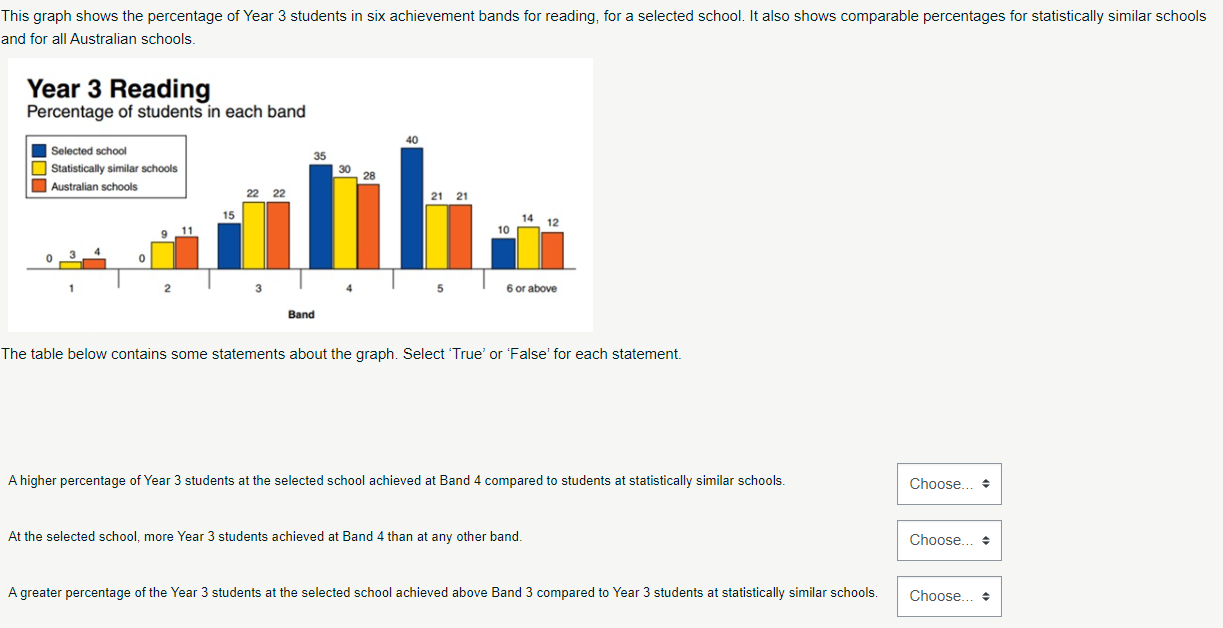 This graph shows the percentage of Year 3 students in six achievement bands for reading, for a selected school. It also shows comparable percentages for statistically similar schools
and for all Australian schools.
Year 3 Reading
Percentage of students in each band
Selected school
Statistically similar schools
Australian schools
0 3 4
0 9 11
15 22 22
35 30 28
40 21 21
10 14 12
1 2 3 4 5 6 or above
Band
The table below contains some statements about the graph. Select ‘True’ or ‘False’ for each statement.
A higher percentage of Year 3 students at the selected school achieved at Band 4 compared to students at statistically similar schools.
Choose...
At the selected school, more Year 3 students achieved at Band 4 than at any other band.
Choose...
A greater percentage of the Year 3 students at the selected school achieved above Band 3 compared to Year 3 students at statistically similar schools.
Choose...